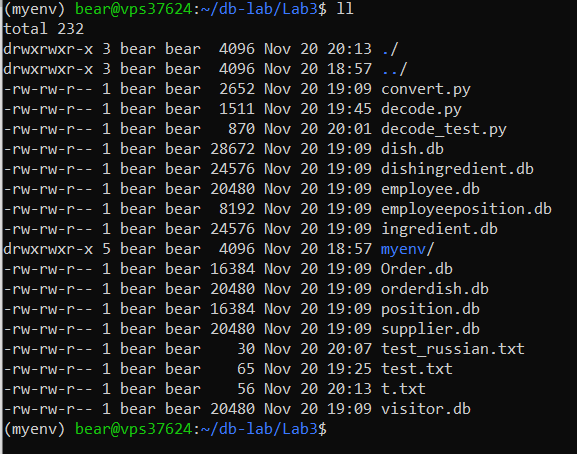 (myenv) bear@vps37624:~/db-lab/Lab3$ ll
total 232
drwxrwxr-x 3 bear bear  4096 Nov 20 20:13 ./
drwxrwxr-x 3 bear bear  4096 Nov 20 18:57 ../
-rw-rw-r-- 1 bear bear  2652 Nov 20 19:09 convert.py
-rw-rw-r-- 1 bear bear  1511 Nov 20 19:45 decode.py
-rw-rw-r-- 1 bear bear   870 Nov 20 20:01 decode_test.py
-rw-rw-r-- 1 bear bear 28672 Nov 20 19:09 dish.db
-rw-rw-r-- 1 bear bear 24576 Nov 20 19:09 dishingredient.db
-rw-rw-r-- 1 bear bear 20480 Nov 20 19:09 employee.db
-rw-rw-r-- 1 bear bear  8192 Nov 20 19:09 employeeposition.db
-rw-rw-r-- 1 bear bear 24576 Nov 20 19:09 ingredient.db
drwxrwxr-x 5 bear bear  4096 Nov 20 18:57 myenv/
-rw-rw-r-- 1 bear bear 16384 Nov 20 19:09 Order.db
-rw-rw-r-- 1 bear bear 20480 Nov 20 19:09 orderdish.db
-rw-rw-r-- 1 bear bear 16384 Nov 20 19:09 position.db
-rw-rw-r-- 1 bear bear 20480 Nov 20 19:09 supplier.db
-rw-rw-r-- 1 bear bear    30 Nov 20 20:07 test_russian.txt
-rw-rw-r-- 1 bear bear    65 Nov 20 19:25 test.txt
-rw-rw-r-- 1 bear bear    56 Nov 20 20:13 t.txt
-rw-rw-r-- 1 bear bear 20480 Nov 20 19:09 visitor.db
(myenv) bear@vps37624:~/db-lab/Lab3$